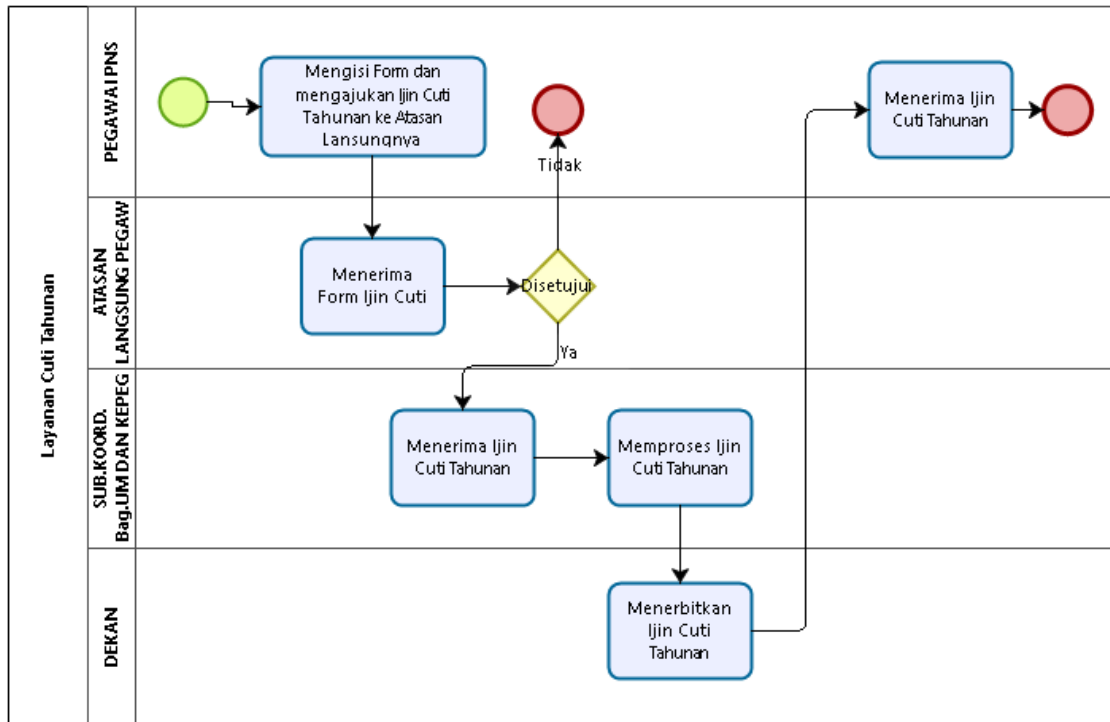 Layanan Cuti Tahunan
PEGAWAI PNS
Mengisi Form dan
mengajukan Ijin Cuti
Tahunan ke Atasan
Lansungnya
Tidak
Menerima Ijin
Cuti Tahunan
ATASAN
LANGSUNG PEGAW
Menerima
Form Ijin Cuti
Disetujui
Ya
SUB.KOORD.
Bag.UM DAN KEPEG
Menerima Ijin
Cuti Tahunan
Memproses Ijin
Cuti Tahunan
DEKAN
Menerbitkan
Ijin Cuti
Tahunan